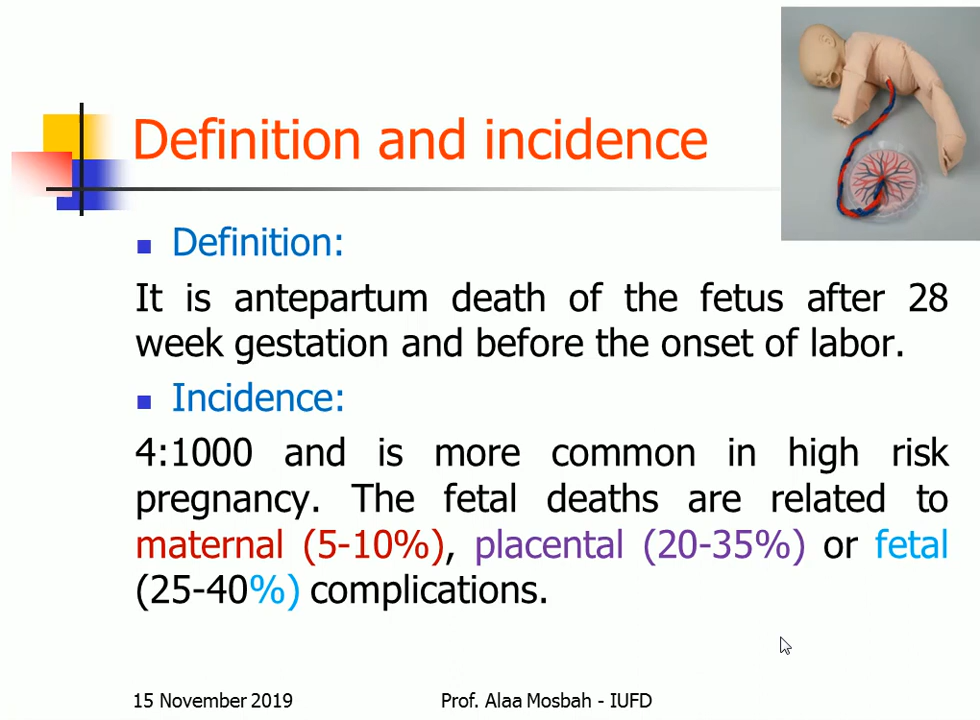 Definition and incidence
Definition:
It is antepartum death of the fetus after 28
week gestation and before the onset of labor.
Incidence:
4:1000 and is more common in high risk
pregnancy. The fetal deaths are related to
maternal (5-10%), placental (20-35%) or fetal
(25-40%) complications.
15 November 2019
Prof. Alaa Mosbah - IUFD